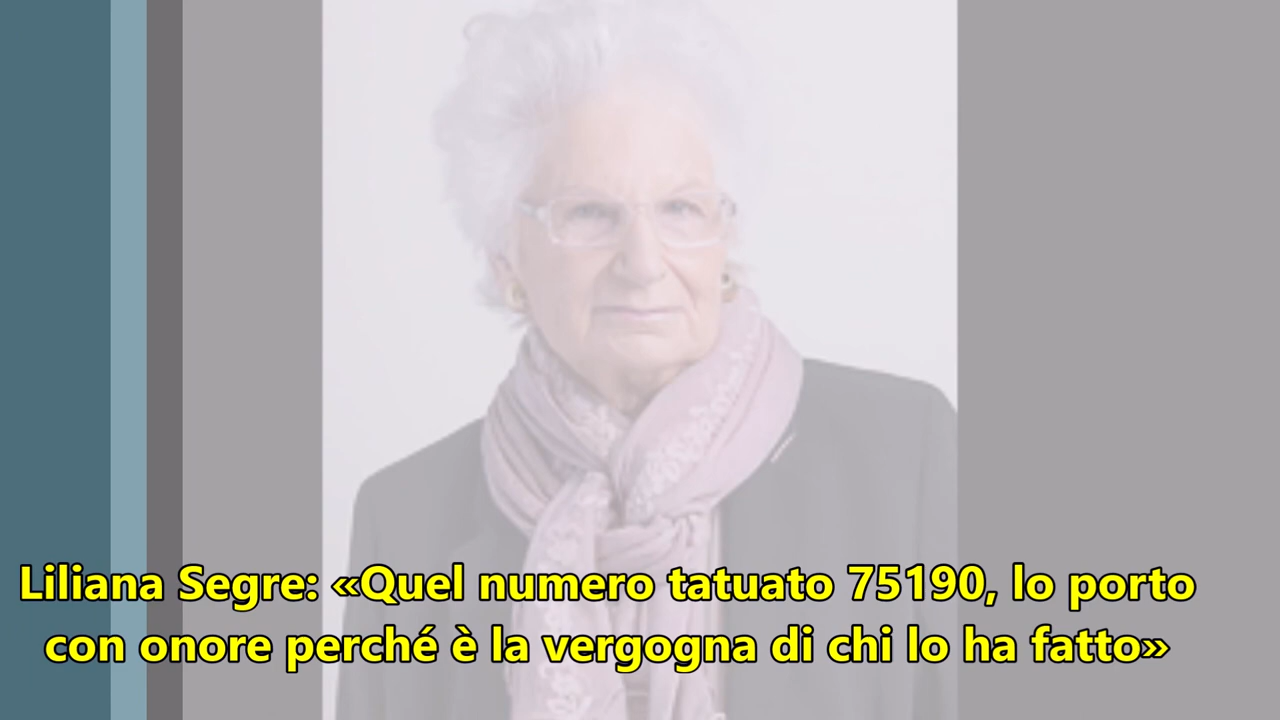 Liliana Segre: «Quel numero tatuato 75190, lo porto
con onore perché è la vergogna di chi lo ha fatto»